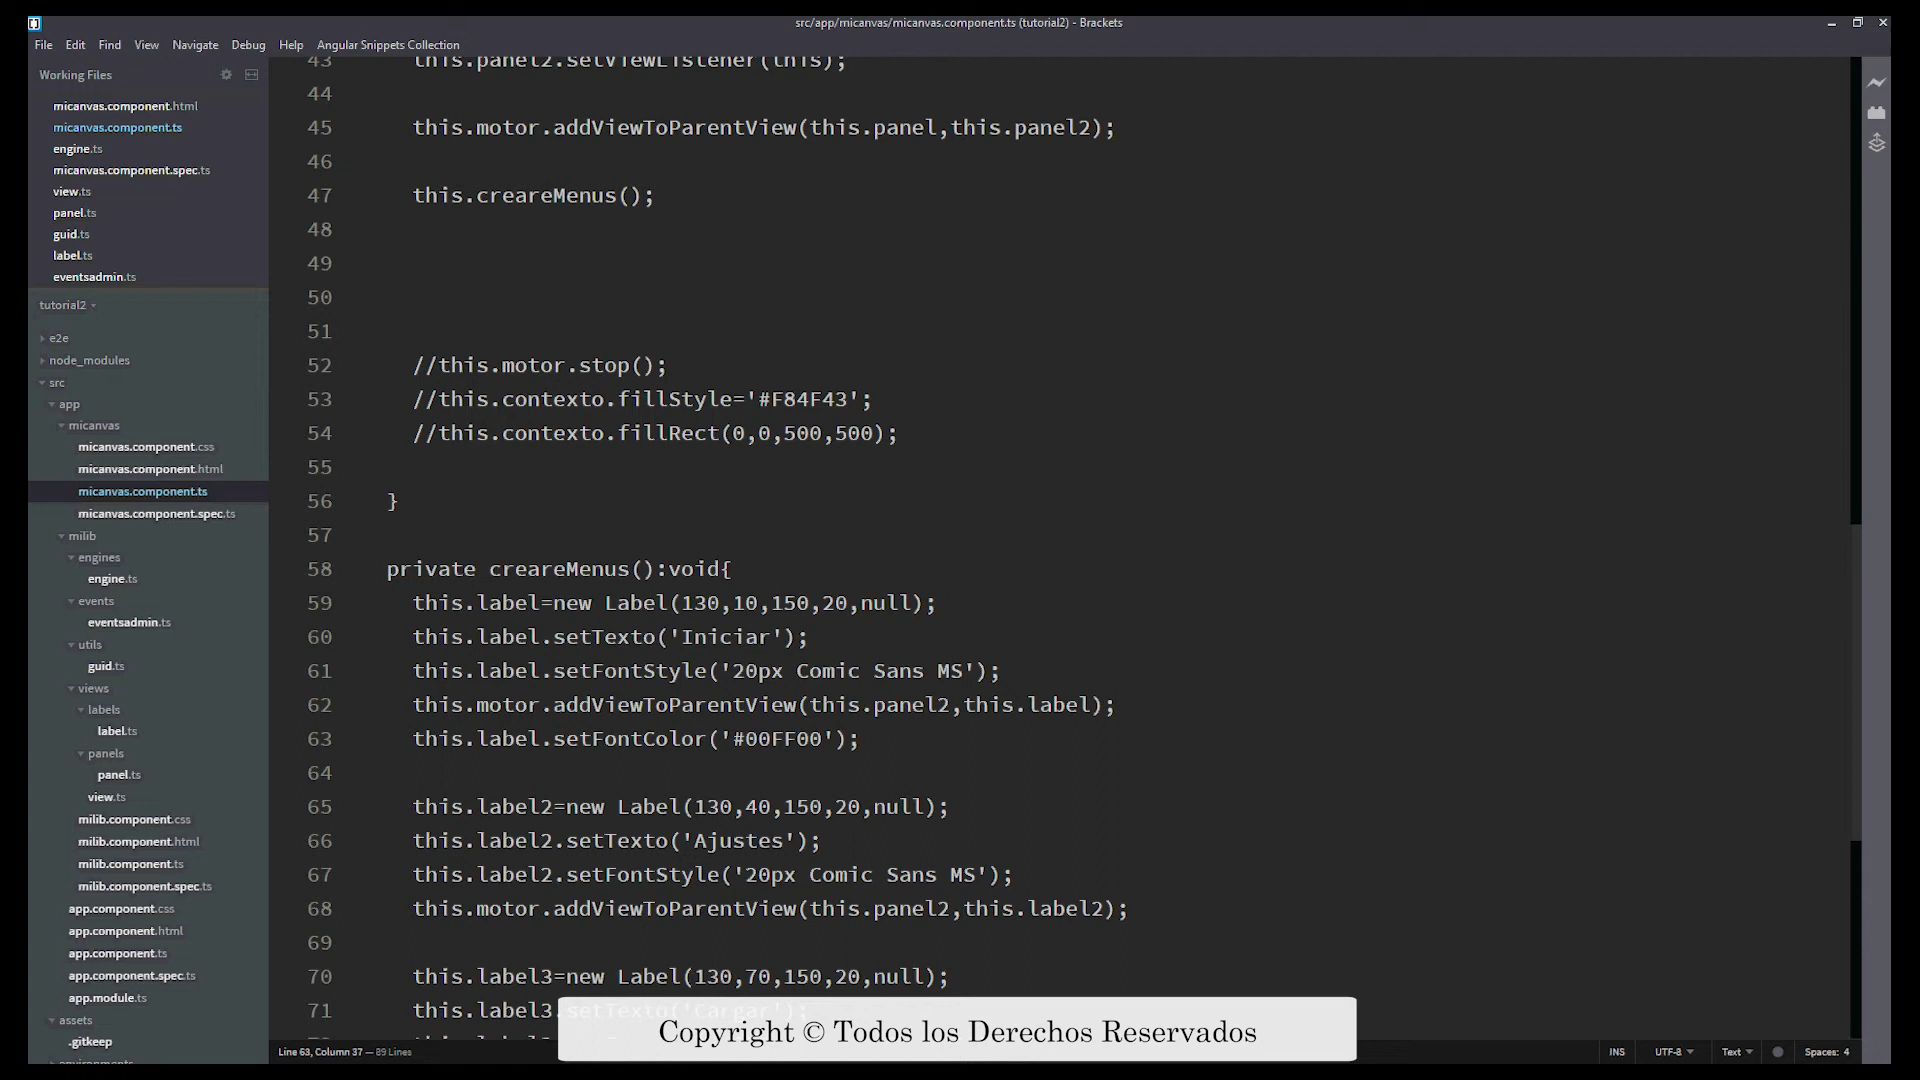 src/app/micanvas/micanvas.component.ts (tutorial2) - Brackets
File Edit Find View Navigate Debug Help Angular Snippets Collection
Working Files
micanvas.component.html
micanvas.component.ts
engine.ts
micanvas.component.spec.ts
view.ts
panel.ts
guid.ts
label.ts
eventsadmin.ts
tutorial2
e2e
node_modules
src
app
micanvas
micanvas.component.css
micanvas.component.html
micanvas.component.ts
micanvas.component.spec.ts
milib
engines
engine.ts
events
eventsadmin.ts
utils
guid.ts
views
labels
label.ts
panels
panel.ts
view.ts
milib.component.css
milib.component.html
milib.component.ts
milib.component.spec.ts
app.component.css
app.component.html
app.component.ts
app.component.spec.ts
app.module.ts
assets
.gitkeep
environments
43 this.panel2.setViewListener(this);
44
45 this.motor.addViewToParentView(this.panel,this.panel2);
46
47 this.creareMenus();
48
49
50
51
52 //this.motor.stop();
53 //this.contexto.fillStyle='#F84F43';
54 //this.contexto.fillRect(0,0,500,500);
55
56 }
57
58 private creareMenus():void{
59 this.label=new Label(130,10,150,20,null);
60 this.label.setTexto('Iniciar');
61 this.label.setFontStyle('20px Comic Sans MS');
62 this.motor.addViewToParentView(this.panel2,this.label);
63 this.label.setFontColor('#00FF00');
64
65 this.label2=new Label(130,40,150,20,null);
66 this.label2.setTexto('Ajustes');
67 this.label2.setFontStyle('20px Comic Sans MS');
68 this.motor.addViewToParentView(this.panel2,this.label2);
69
70 this.label3=new Label(130,70,150,20,null);
71 this.label3.setTexto('Cargar');
Copyright © Todos los Derechos Reservados
Line 63, Column 37 — 89 Lines
INS UTF-8 Text Spaces: 4